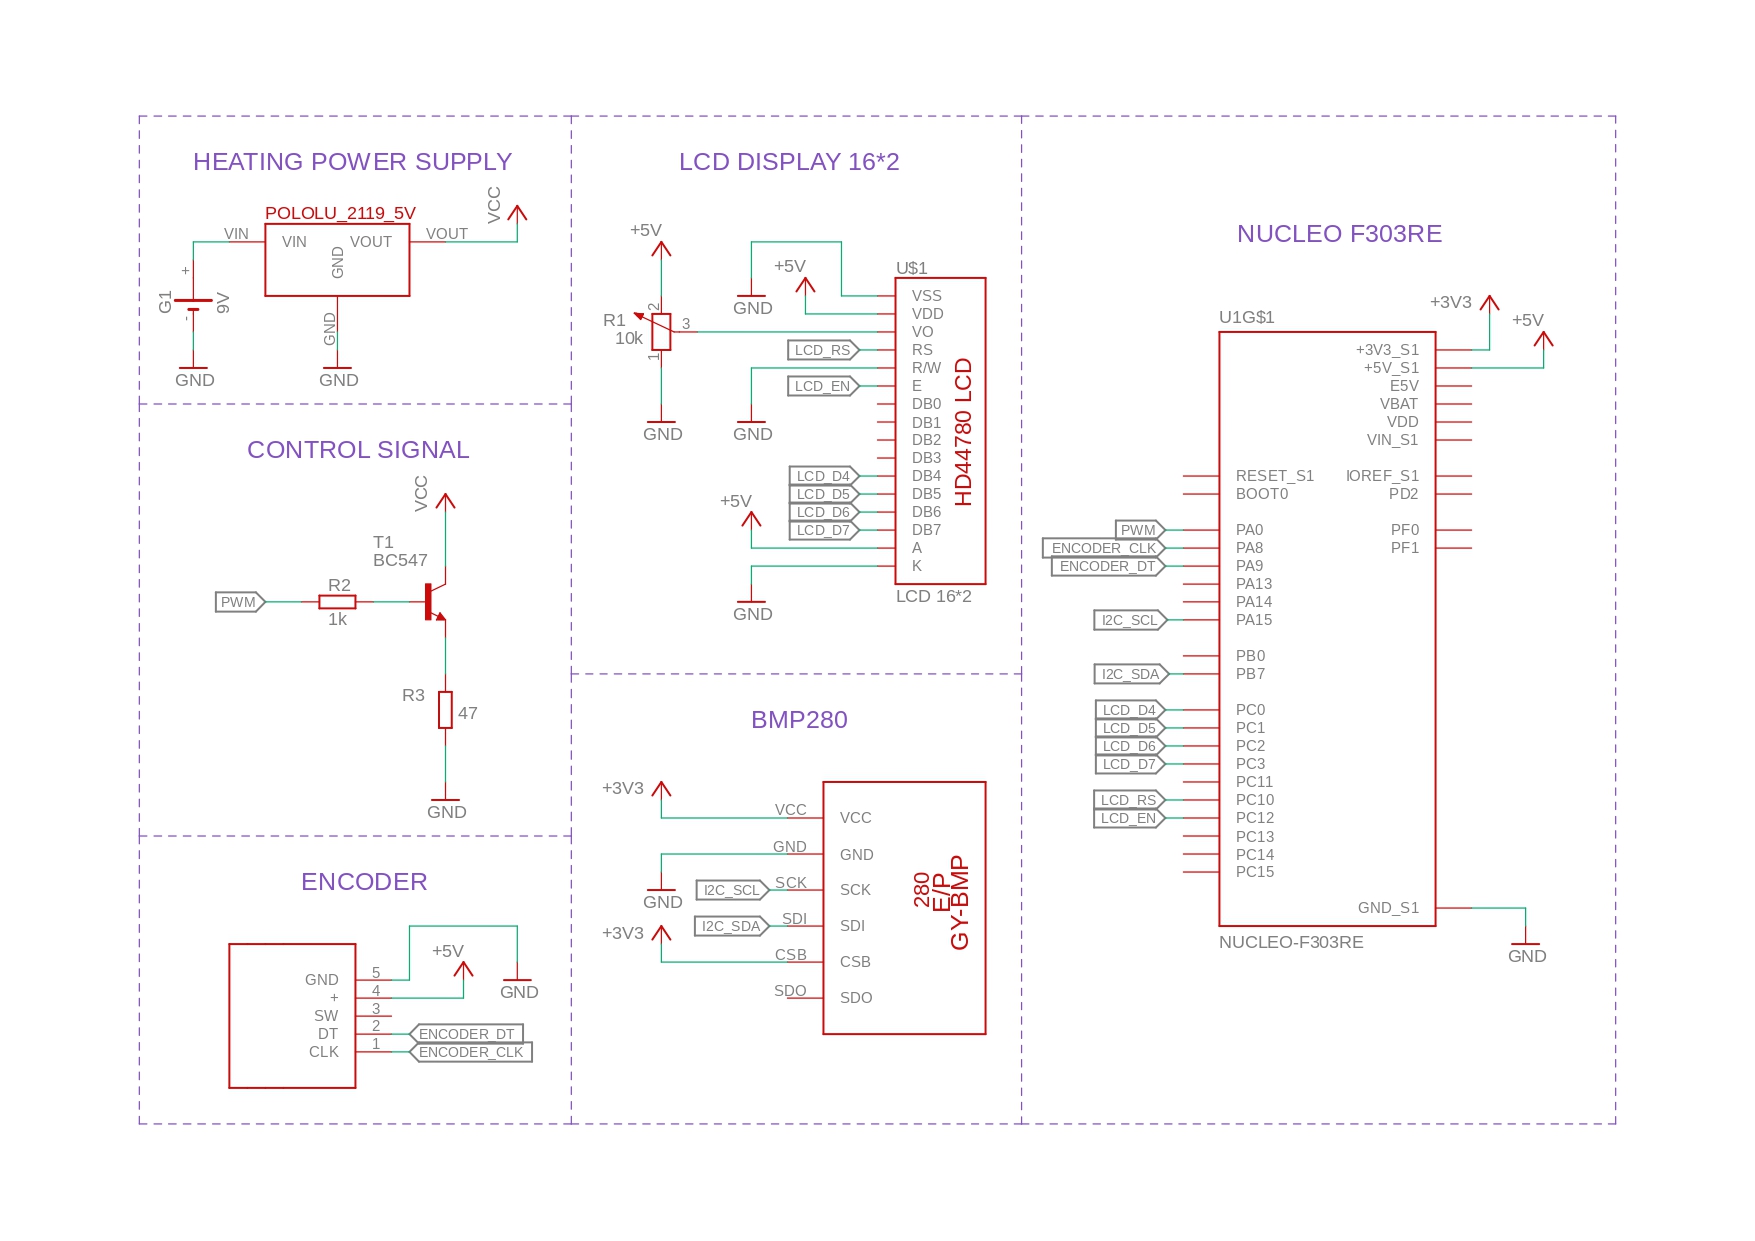 HEATING POWER SUPPLY
POLOLU_2119_5V
VCC
VIN
VIN
VOUT
VOUT
GND
GND
G1
+
-
9V
GND
GND
CONTROL SIGNAL
VCC
T1
BC547
PWM
R2
1k
R3
47
GND
ENCODER
GND
5
+
4
SW
3
DT
2
CLK
1
+5V
GND
ENCODER_DT
ENCODER_CLK
LCD DISPLAY 16*2
+5V
R1
10k
2
3
1
GND
+5V
GND
U$1
VSS
VDD
VO
LCD_RS
RS
R/W
LCD_EN
E
GND
DB0
DB1
DB2
DB3
LCD_D4
DB4
LCD_D5
DB5
LCD_D6
DB6
LCD_D7
DB7
+5V
A
K
GND
HD44780 LCD
LCD 16*2
BMP280
+3V3
VCC
VCC
GND
GND
GND
I2C_SCL
SCK
SCK
I2C_SDA
SDI
SDI
+3V3
CSB
CSB
SDO
SDO
280
E/P
GY-BMP
NUCLEO F303RE
U1G$1
+3V3
+5V
+3V3_S1
+5V_S1
E5V
VBAT
VDD
VIN_S1
RESET_S1
IOREF_S1
BOOT0
PD2
PWM
PA0
PF0
ENCODER_CLK
PA8
PF1
ENCODER_DT
PA9
PA13
PA14
I2C_SCL
PA15
PB0
I2C_SDA
PB7
LCD_D4
PC0
LCD_D5
PC1
LCD_D6
PC2
LCD_D7
PC3
PC11
LCD_RS
PC10
LCD_EN
PC12
PC13
PC14
PC15
GND_S1
NUCLEO-F303RE
GND